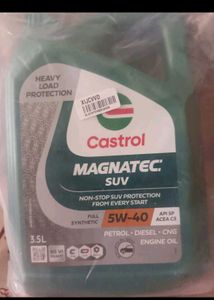 HEAVY
LOAD
PROTECTION
XIJCVVD
Castrol
MAGNATEC
SUV
NON-STOP SUV PROTECTION
FROM EVERY START
FULL
SYNTHETIC
5W-40
API SP
ACEA C3
PETROL - DIESEL - CNG
ENGINE OIL
3.5L